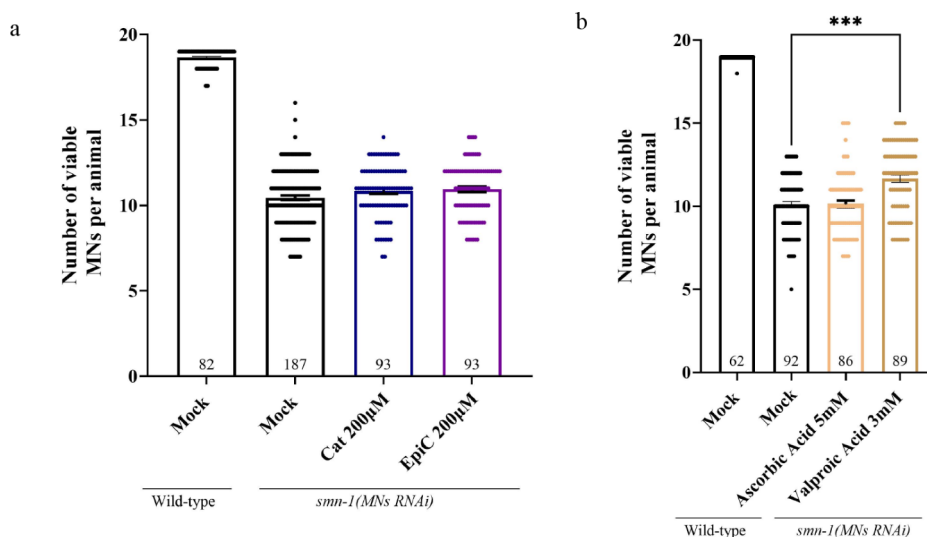 a
Number of viable
MNs per animal
20
15
10
5
0
82
187
93
93
Mock
Mock
Cat 200μM
EpiC 200μM
Wild-type
smn-1(MNs RNAi)
b
***
Number of viable
MNs per animal
20
15
10
5
0
62
92
86
89
Mock
Mock
Ascorbic Acid 5mM
Valproic Acid 3mM
Wild-type
smn-1(MNs RNAi)